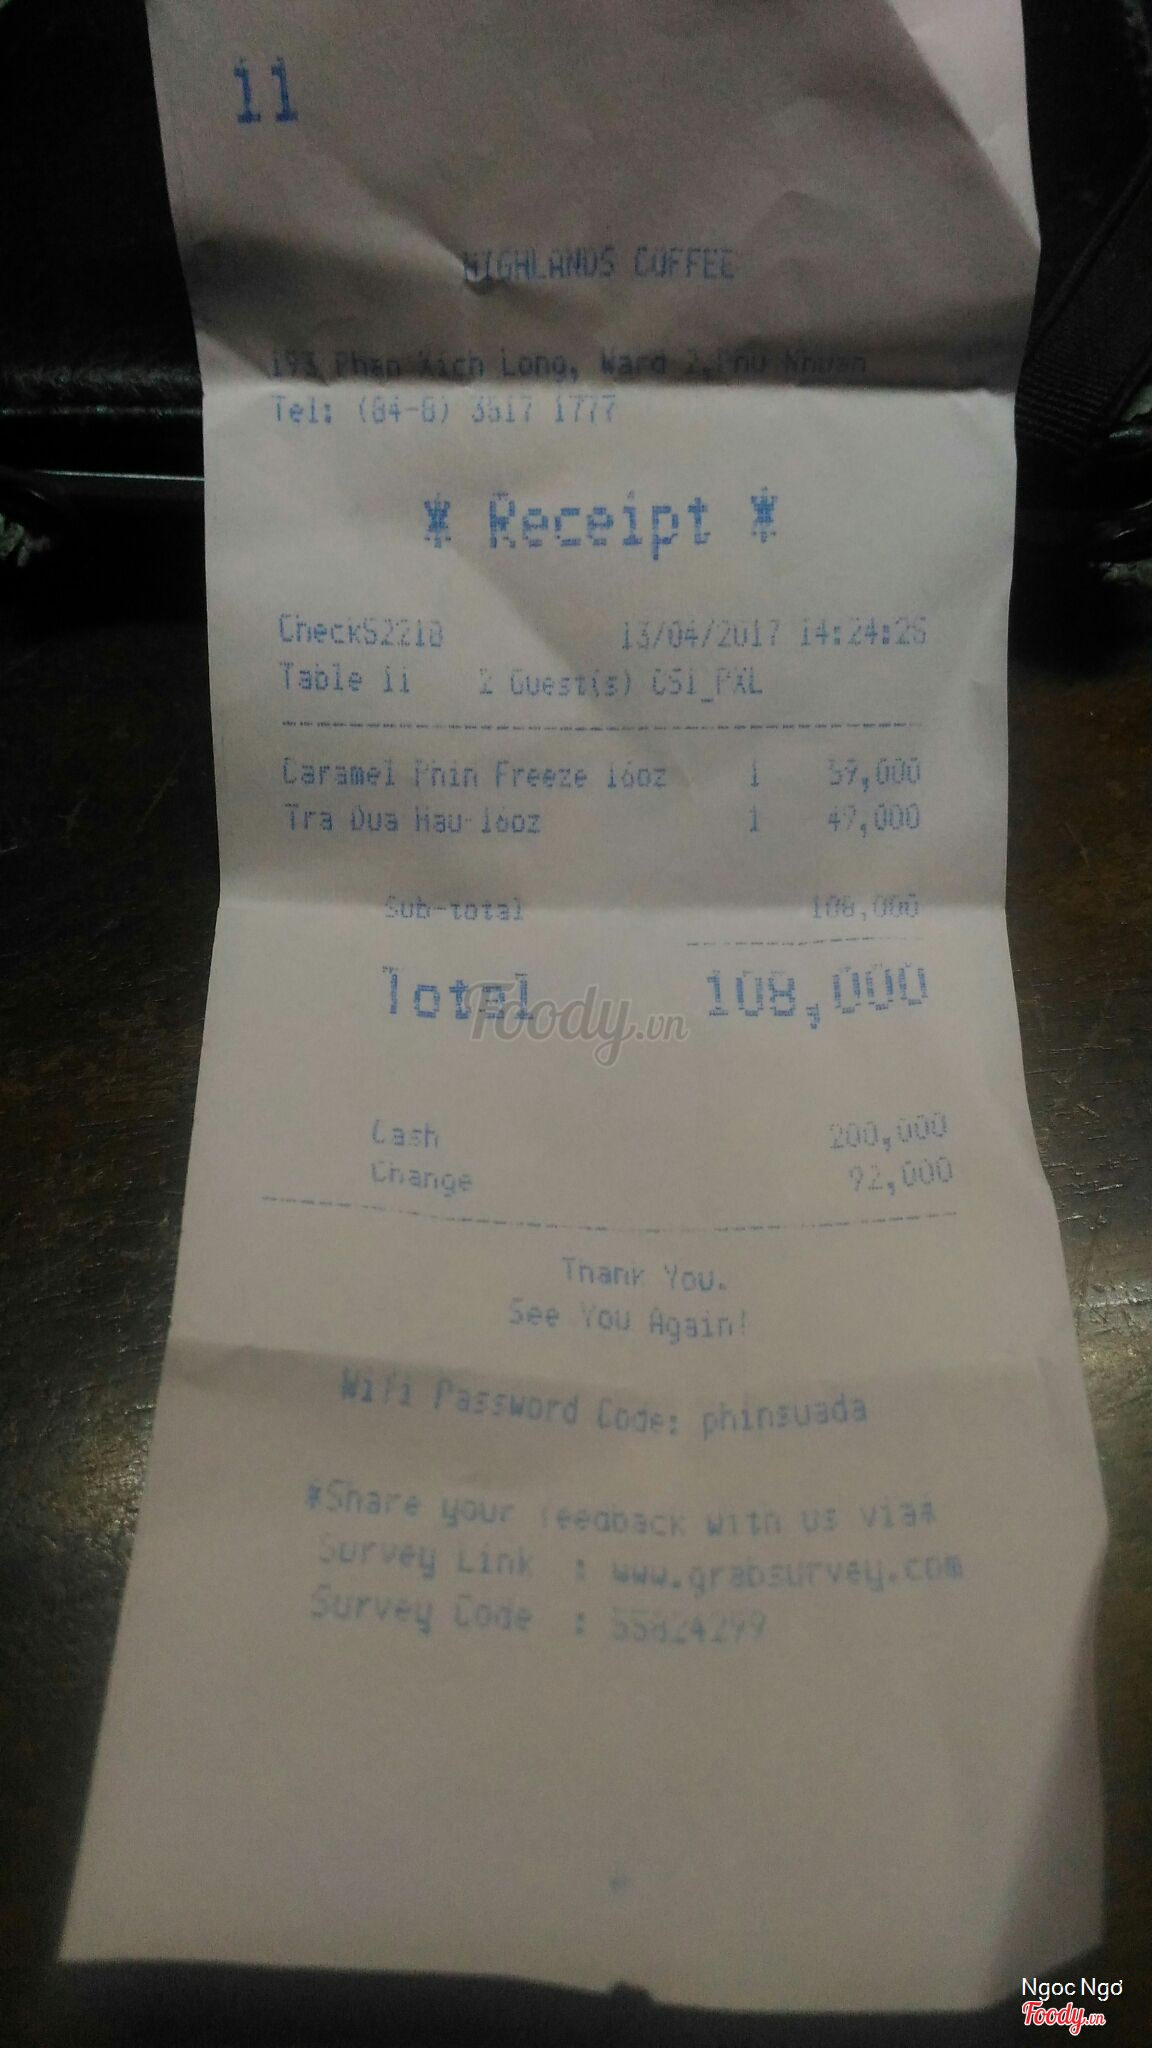 11
HIGHLANDS COFFEE
193 Phan Xich Long, Ward 2,Phu Nhuan
Tel: (84-8) 3517 1777
* Receipt *
Check52218 13/04/2017 14:24:26
Table 11 2 Guest(s) CS1_PXL
Caramel Phin Freeze 16oz 1 59,000
Tra Dua Hau-16oz 1 49,000
Sub-total 108,000
Total 108,000
Foody.vn
Cash 200,000
Change 92,000
Thank You.
See You Again!
Wifi Password Code: phinsuada
*Share your feedback with us via*
Survey Link : www.grabsurvey.com
Survey Code : 55824299
Ngọc Ngơ
Foody.vn